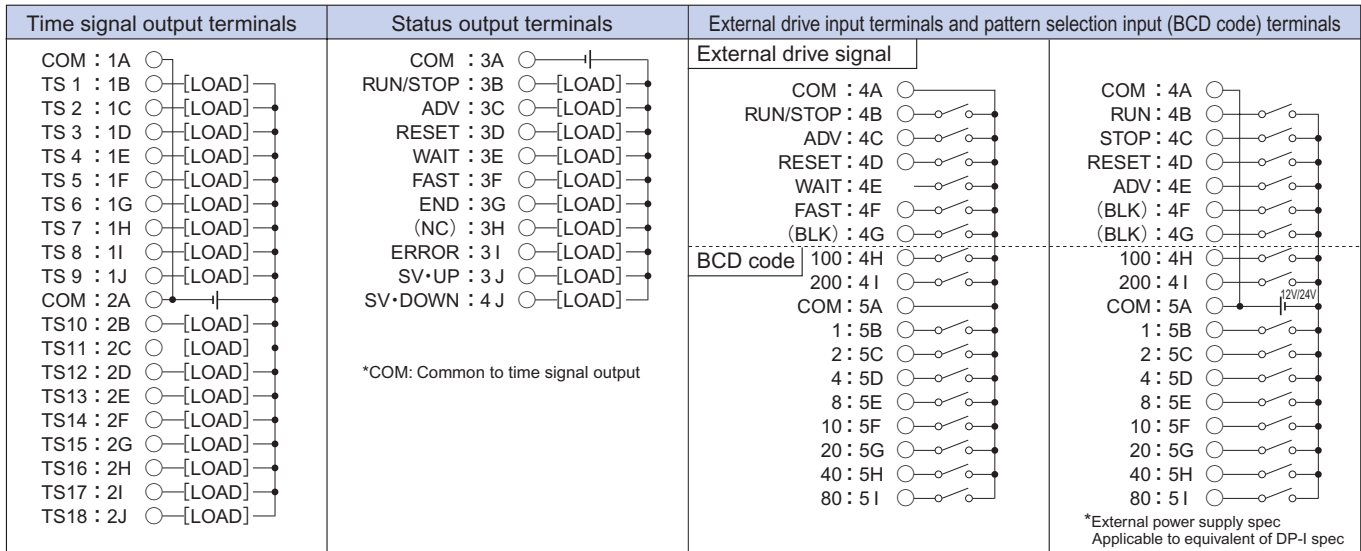 Time signal output terminals
COM : 1A
TS 1 : 1B [LOAD]
TS 2 : 1C [LOAD]
TS 3 : 1D [LOAD]
TS 4 : 1E [LOAD]
TS 5 : 1F [LOAD]
TS 6 : 1G [LOAD]
TS 7 : 1H [LOAD]
TS 8 : 1I [LOAD]
TS 9 : 1J [LOAD]
COM : 2A
TS10 : 2B [LOAD]
TS11 : 2C [LOAD]
TS12 : 2D [LOAD]
TS13 : 2E [LOAD]
TS14 : 2F [LOAD]
TS15 : 2G [LOAD]
TS16 : 2H [LOAD]
TS17 : 2I [LOAD]
TS18 : 2J [LOAD]
Status output terminals
COM : 3A
RUN/STOP : 3B [LOAD]
ADV : 3C [LOAD]
RESET : 3D [LOAD]
WAIT : 3E [LOAD]
FAST : 3F [LOAD]
END : 3G [LOAD]
(NC) : 3H [LOAD]
ERROR : 3I [LOAD]
SV・UP : 3J [LOAD]
SV・DOWN : 4J [LOAD]
*COM: Common to time signal output
External drive input terminals and pattern selection input (BCD code) terminals
External drive signal
COM : 4A
RUN/STOP : 4B
ADV : 4C
RESET : 4D
WAIT : 4E
FAST : 4F
(BLK) : 4G
BCD code
100 : 4H
200 : 4I
COM : 5A
1 : 5B
2 : 5C
4 : 5D
8 : 5E
10 : 5F
20 : 5G
40 : 5H
80 : 5I
COM : 4A
RUN : 4B
STOP : 4C
RESET : 4D
ADV : 4E
(BLK) : 4F
(BLK) : 4G
100 : 4H
200 : 4I
COM : 5A 12V/24V
1 : 5B
2 : 5C
4 : 5D
8 : 5E
10 : 5F
20 : 5G
40 : 5H
80 : 5I
*External power supply spec
Applicable to equivalent of DP-I spec